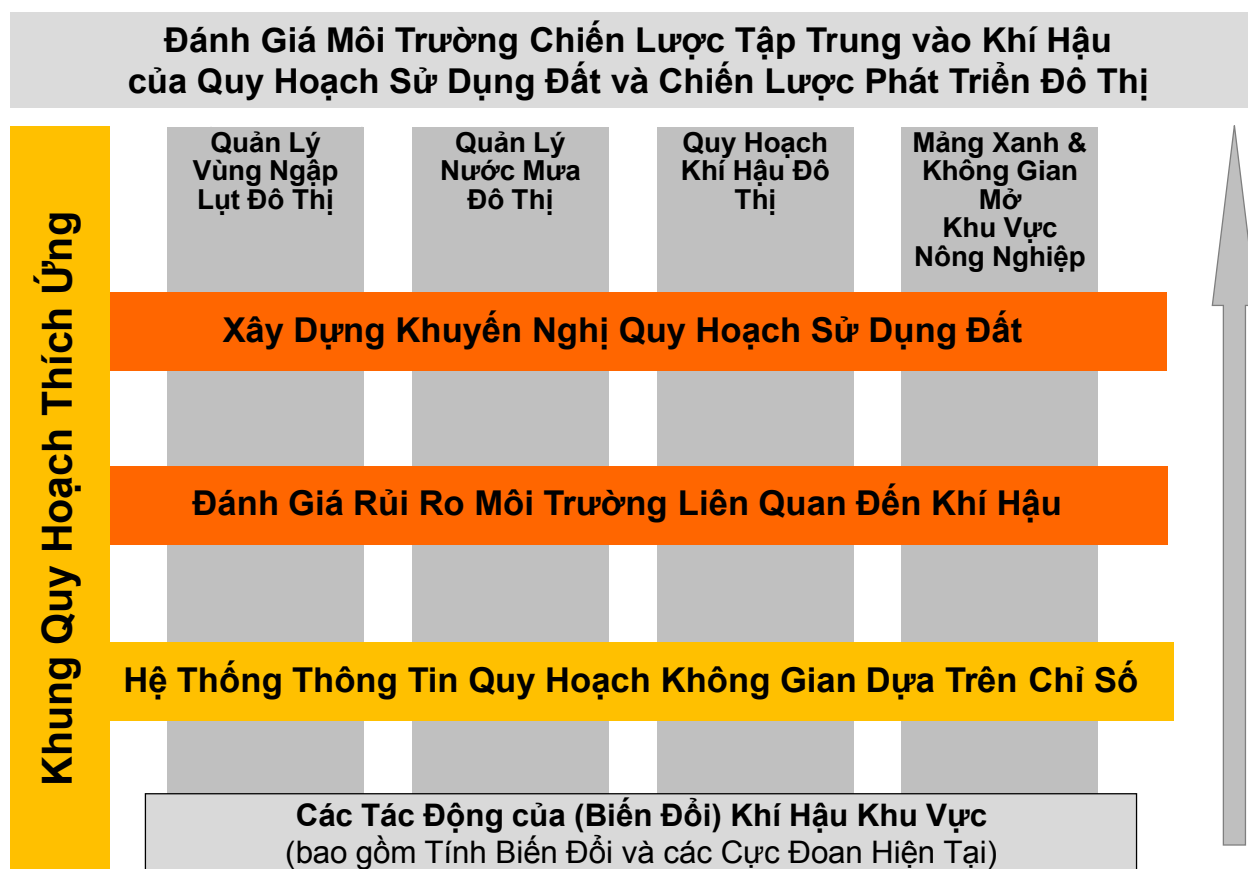 Đánh Giá Môi Trường Chiến Lược Tập Trung vào Khí Hậu
của Quy Hoạch Sử Dụng Đất và Chiến Lược Phát Triển Đô Thị
Khung Quy Hoạch Thích Ứng
Quản Lý
Vùng Ngập
Lụt Đô Thị
Quản Lý
Nước Mưa
Đô Thị
Quy Hoạch
Khí Hậu Đô
Thị
Mảng Xanh &
Không Gian
Mở
Khu Vực
Nông Nghiệp
Xây Dựng Khuyến Nghị Quy Hoạch Sử Dụng Đất
Đánh Giá Rủi Ro Môi Trường Liên Quan Đến Khí Hậu
Hệ Thống Thông Tin Quy Hoạch Không Gian Dựa Trên Chỉ Số
Các Tác Động của (Biến Đổi) Khí Hậu Khu Vực
(bao gồm Tính Biến Đổi và các Cực Đoan Hiện Tại)